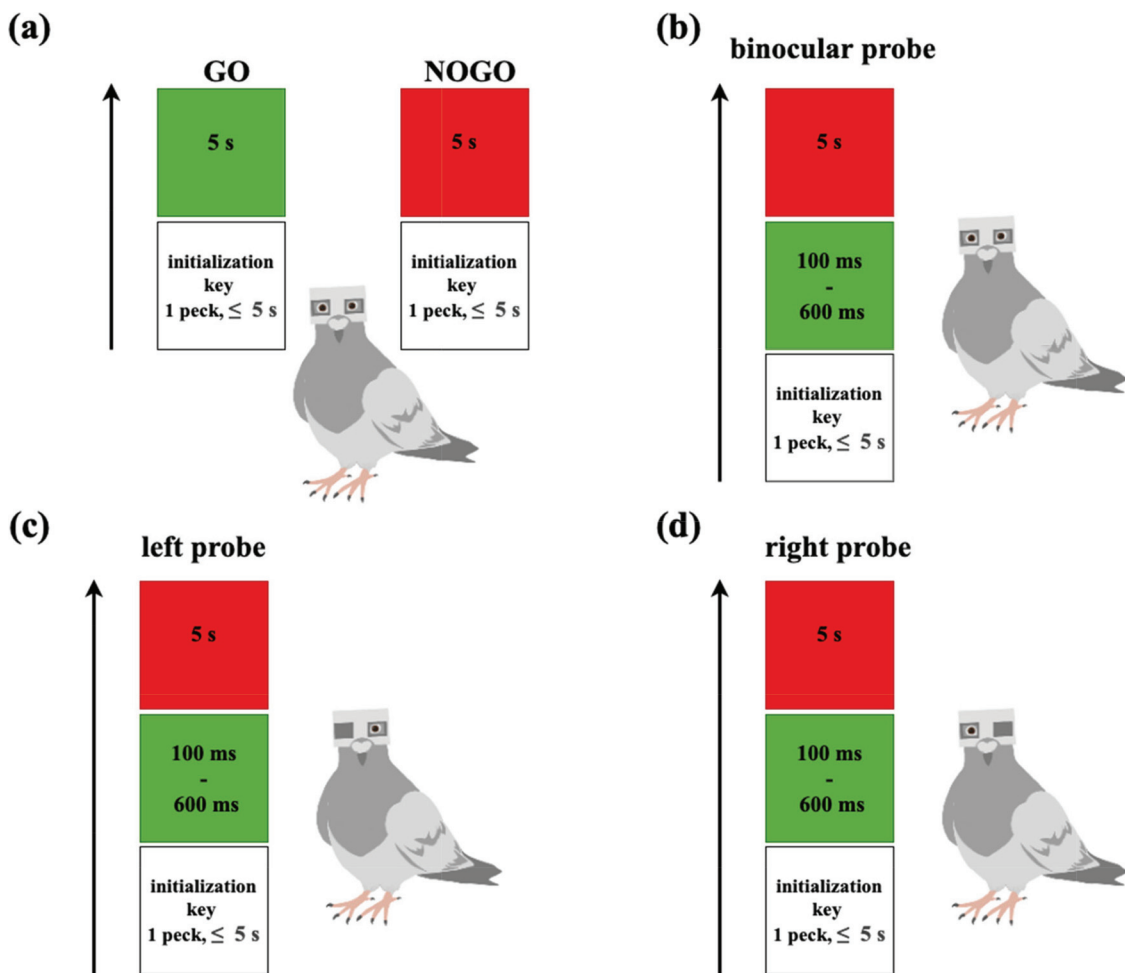 (a)
GO
NOGO
5 s
5 s
initialization
key
1 peck, ≤ 5 s
initialization
key
1 peck, ≤ 5 s
(b)
binocular probe
5 s
100 ms
-
600 ms
initialization
key
1 peck, ≤ 5 s
(c)
left probe
5 s
100 ms
-
600 ms
initialization
key
1 peck, ≤ 5 s
(d)
right probe
5 s
100 ms
-
600 ms
initialization
key
1 peck, ≤ 5 s